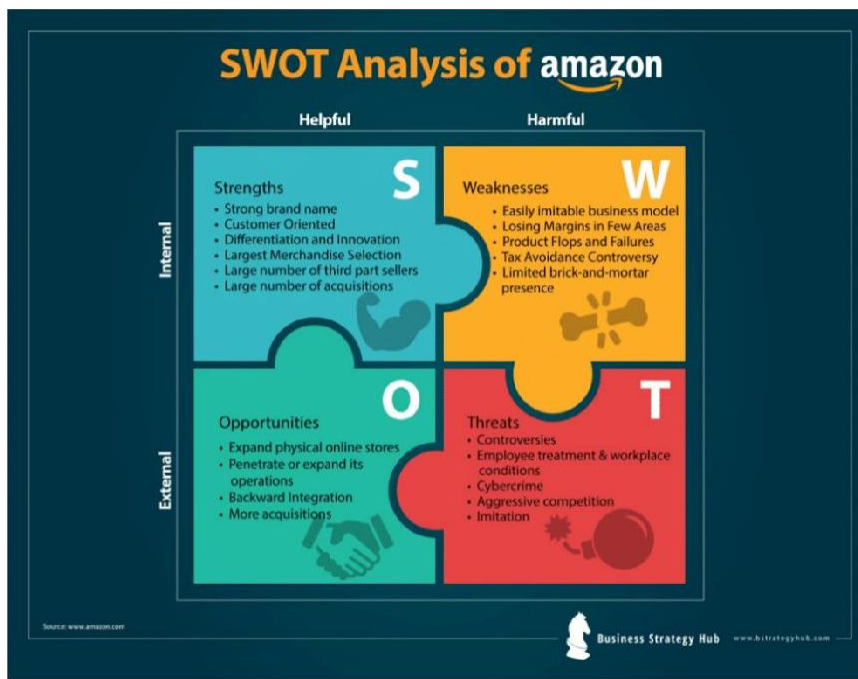 SWOT Analysis of amazon
Helpful
Harmful
Internal
S
Strengths
• Strong brand name
• Customer Oriented
• Differentiation and Innovation
• Largest Merchandise Selection
• Large number of third part sellers
• Large number of acquisitions
W
Weaknesses
• Easily imitable business model
• Losing Margins in Few Areas
• Product Flops and Failures
• Tax Avoidance Controversy
• Limited brick-and-mortar
presence
External
O
Opportunities
• Expand physical online stores
• Penetrate or expand its
operations
• Backward Integration
• More acquisitions
T
Threats
• Controversies
• Employee treatment & workplace
conditions
• Cybercrime
• Aggressive competition
• Imitation
Source: www.amazon.com
Business Strategy Hub www.bstrategyhub.com